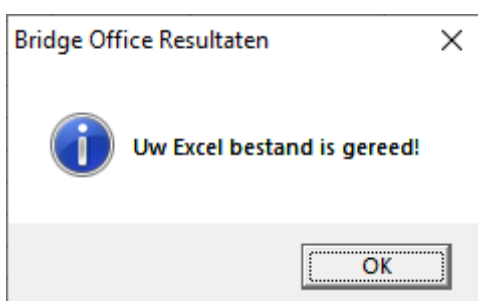 Bridge Office Resultaten
Uw Excel bestand is gereed!
OK